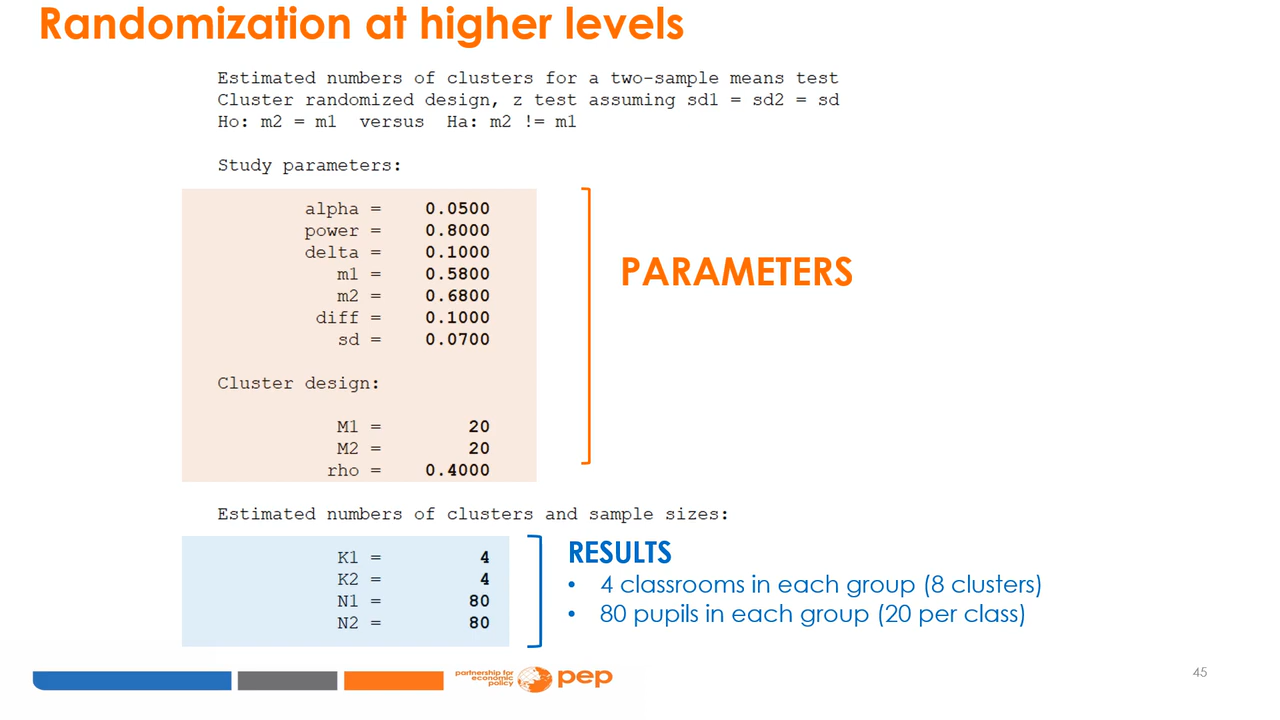 Randomization at higher levels
Estimated numbers of clusters for a two-sample means test
Cluster randomized design, z test assuming sd1 = sd2 = sd
Ho: m2 = m1 versus Ha: m2 != m1
Study parameters:
alpha = 0.0500
power = 0.8000
delta = 0.1000
m1 = 0.5800
m2 = 0.6800
diff = 0.1000
sd = 0.0700
PARAMETERS
Cluster design:
M1 = 20
M2 = 20
rho = 0.4000
Estimated numbers of clusters and sample sizes:
K1 = 4
K2 = 4
N1 = 80
N2 = 80
RESULTS
• 4 classrooms in each group (8 clusters)
• 80 pupils in each group (20 per class)
partnership for
economic
policy
pep
45